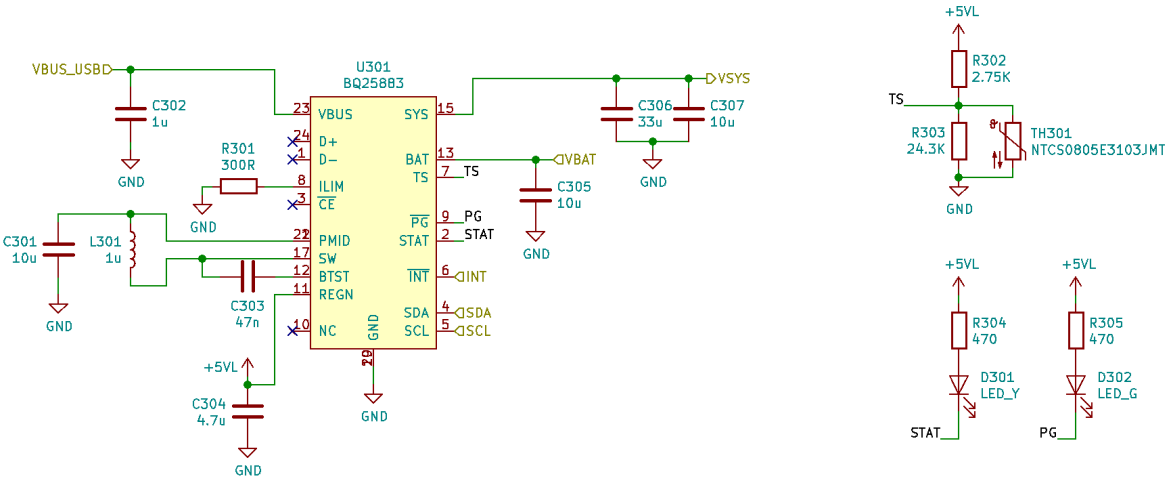 +5VL
VBUS_USB
U301
BQ25883
VSYS
R302
2.75K
C302
1u
23
VBUS
SYS
15
C306
33u
C307
10u
TS
24
D+
1
D-
R303
24.3K
TH301
NTCS0805E3103JMT
R301
300R
BAT
13
VBAT
TS
7
TS
GND
8
ILIM
C305
10u
GND
3
CE
GND
GND
PG
9
PG
GND
C301
10u
L301
1u
PMID
STAT
2
STAT
17
SW
GND
12
BTST
INT
6
INT
+5VL
+5VL
11
REGN
C303
47n
GND
SDA
4
SDA
10
NC
GND
SCL
5
SCL
R304
470
R305
470
+5VL
D301
LED_Y
D302
LED_G
C304
4.7u
GND
STAT
PG
GND